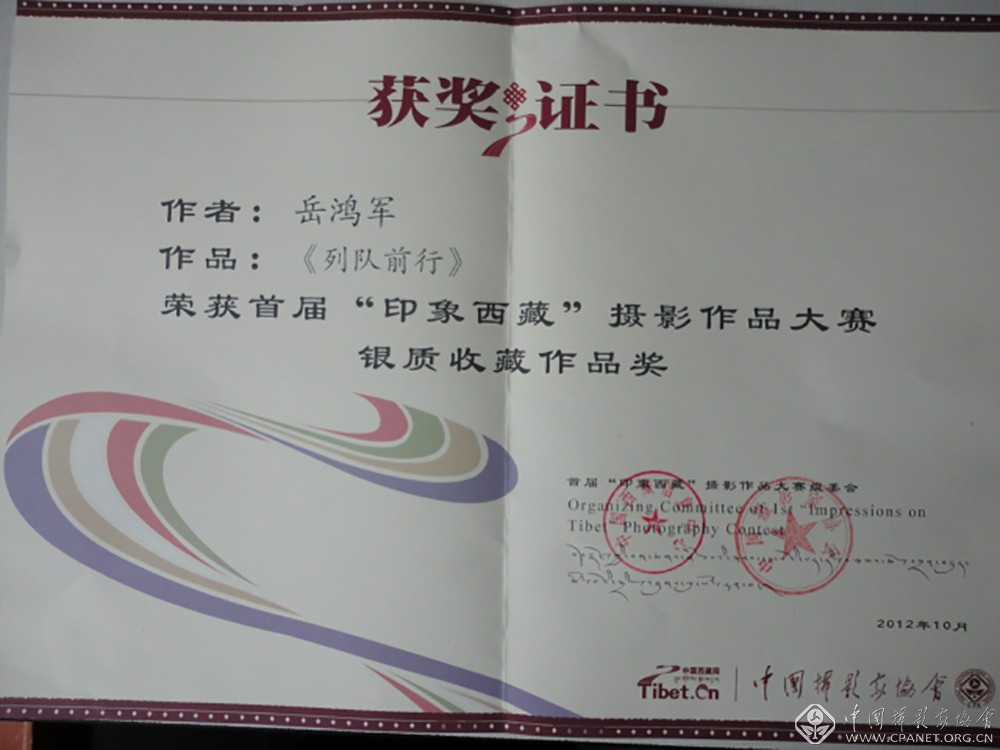 获奖证书
作者：岳鸿军
作品：《列队前行》
荣获首届“印象西藏”摄影作品大赛
银质收藏作品奖
首届“印象西藏”摄影作品大赛组委会
Organizing Committee of 1st Impressions on
Tibet Photography Contest
2012年10月
中国西藏网
Tibet.Cn
中国摄影家协会
中国摄影家协会
WWW.CPANET.ORG.CN